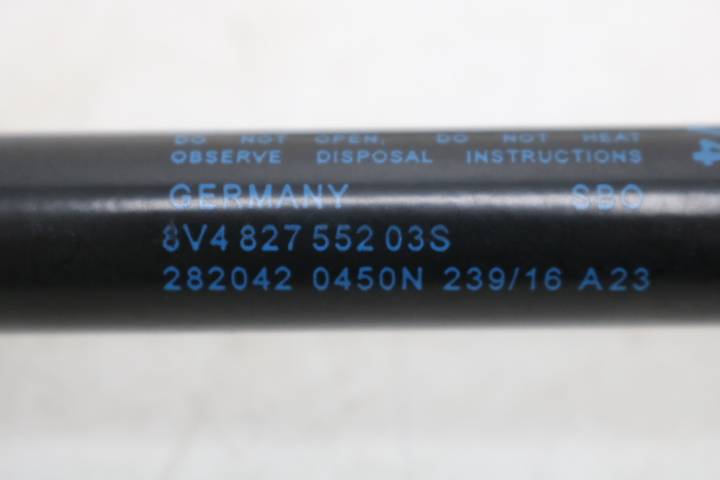 DO NOT OPEN, DO NOT HEAT
OBSERVE DISPOSAL INSTRUCTIONS
GERMANY SBO
8V4 827 552 03S
282042 0450N 239/16 A23